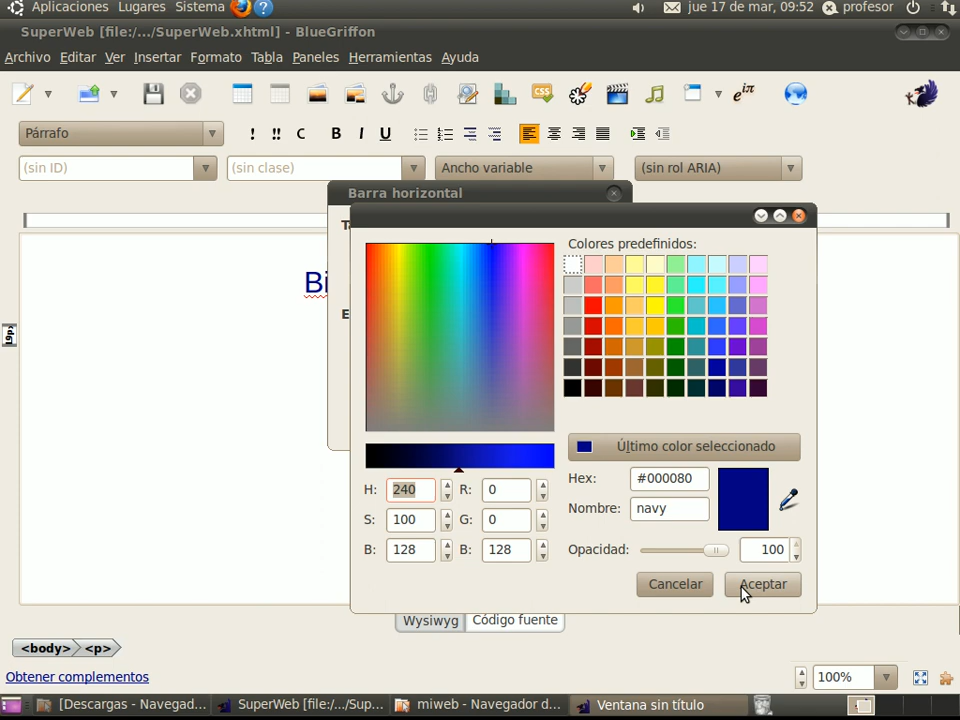 Aplicaciones Lugares Sistema ? jue 17 de mar, 09:52 profesor
SuperWeb [file:/.../SuperWeb.xhtml] - BlueGriffon
Archivo Editar Ver Insertar Formato Tabla Paneles Herramientas Ayuda
CSS
Párrafo ! !! C B I U
(sin ID) (sin clase) Ancho variable (sin rol ARIA)
Barra horizontal
Colores predefinidos:
Último color seleccionado
Hex: #000080
H: 240 R: 0
Nombre: navy
S: 100 G: 0
B: 128 B: 128
Opacidad: 100
Cancelar Aceptar
Wysiwyg Código fuente
<body> <p>
Obtener complementos
100%
[Descargas - Navegad... SuperWeb [file:/.../Sup... miweb - Navegador d... Ventana sin título